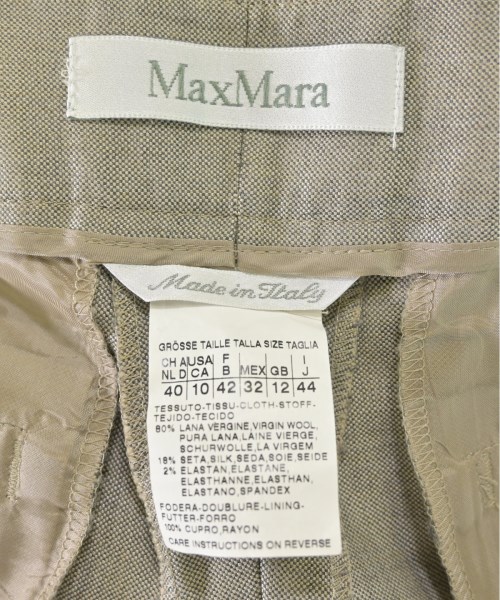 MaxMara
Made in Italy
GRÖSSE TAILLE TALLA SIZE TAGLIA
CH A USA F I
NL D CA B MEX GB J
40 10 42 32 12 44
TESSUTO-TISSU-CLOTH-STOFF-
TEJIDO-TECIDO
80% LANA VERGINE, VIRGIN WOOL,
PURA LANA, LAINE VIERGE,
SCHURWOLLE, LA VIRGEM
18% SETA, SILK, SEDA, SOIE, SEIDE
2% ELASTAN, ELASTANE,
ELASTHANNE, ELASTHAN,
ELASTANO, SPANDEX
FODERA-DOUBLURE-LINING-
FUTTER-FORRO
100% CUPRO, RAYON
CARE INSTRUCTIONS ON REVERSE